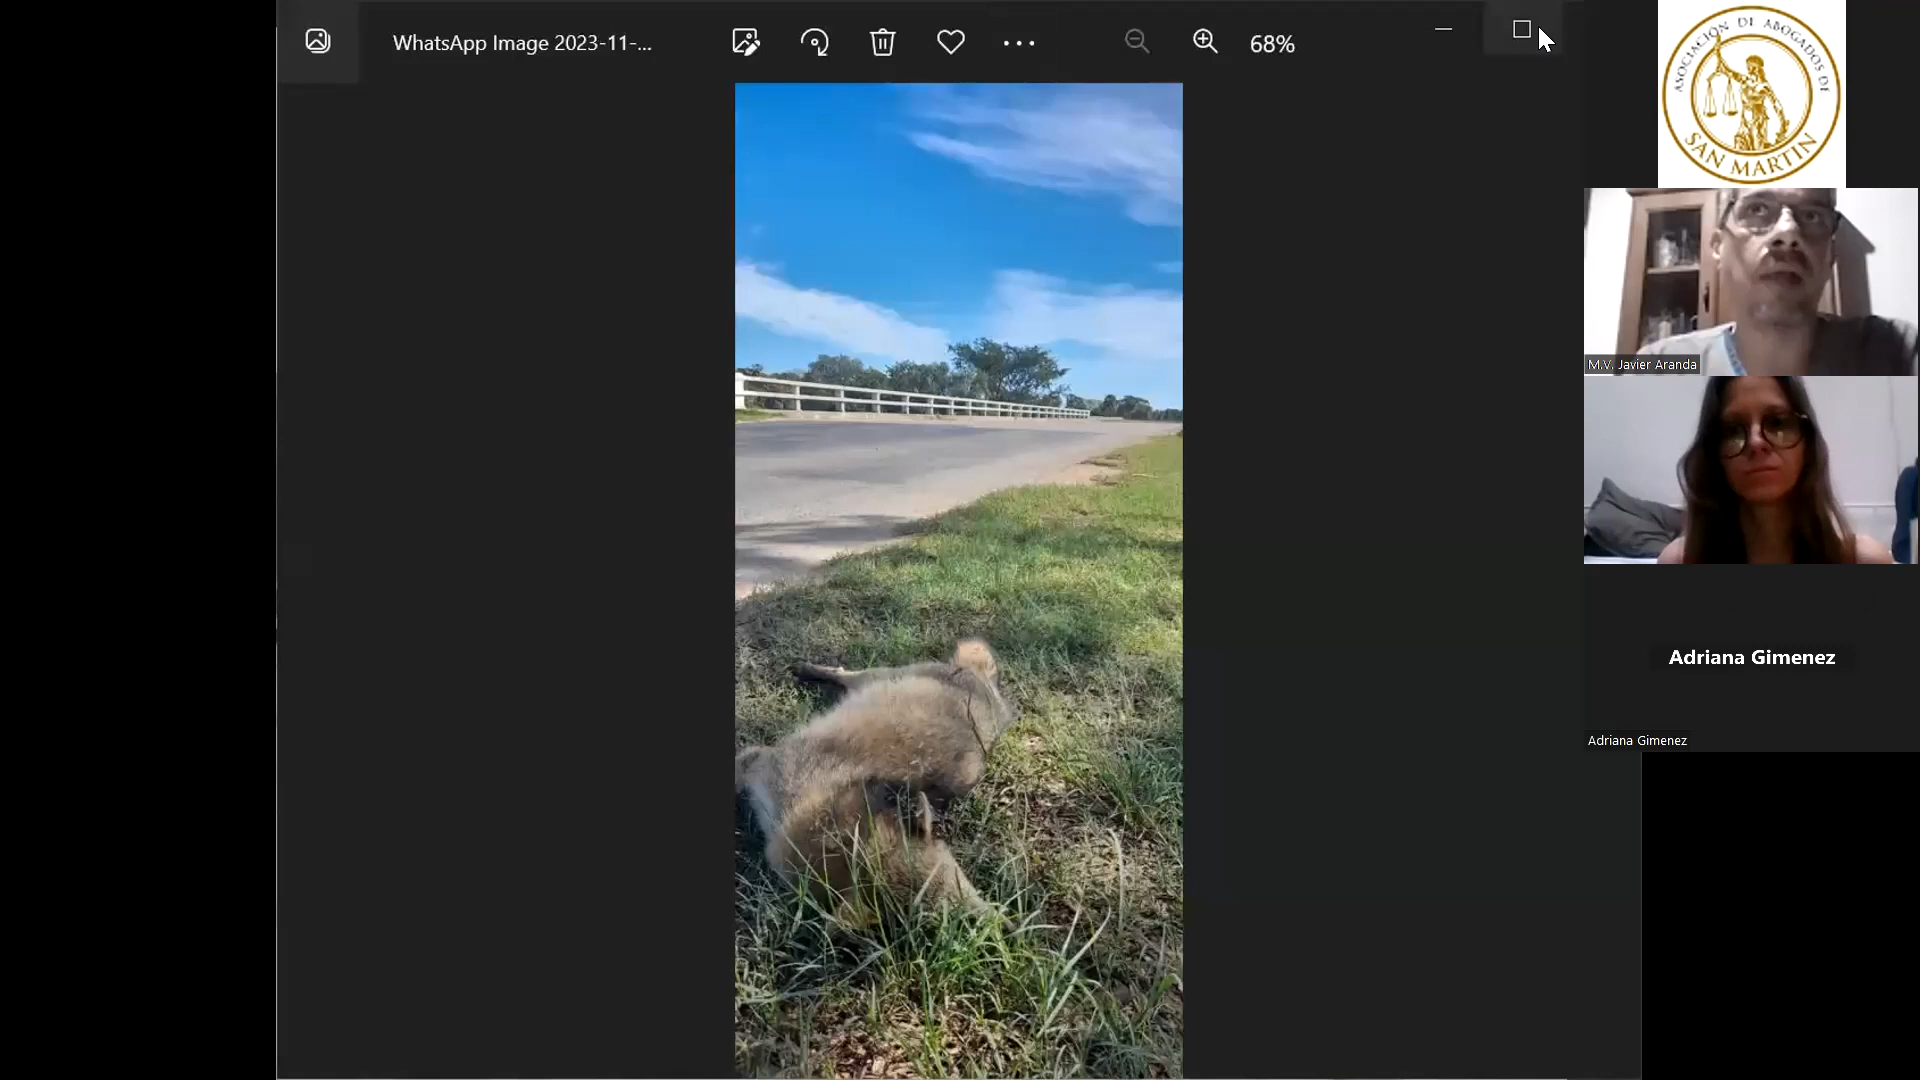 WhatsApp Image 2023-11-...
68%
ASOCIACIÓN DE ABOGADOS DE
SAN MARTIN
M.V. Javier Aranda
Adriana Gimenez
Adriana Gimenez